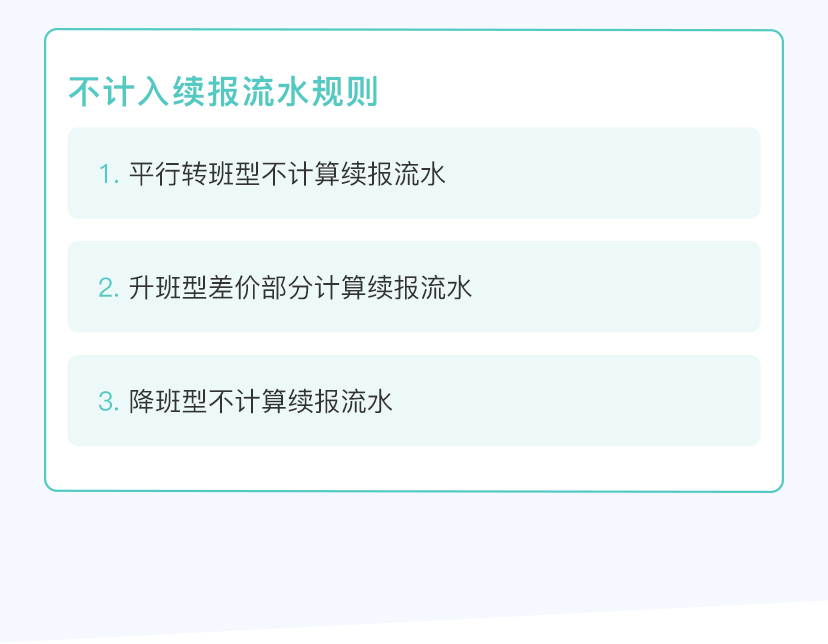 不计入续报流水规则
1. 平行转班型不计算续报流水
2. 升班型差价部分计算续报流水
3. 降班型不计算续报流水